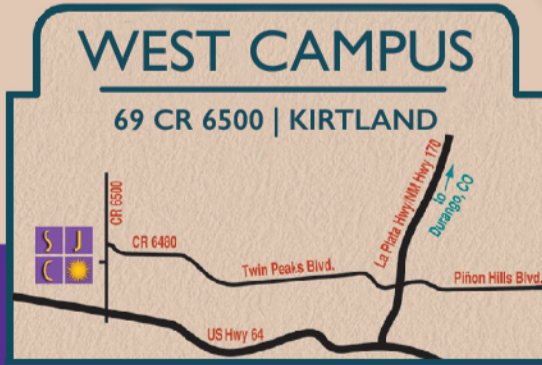 WEST CAMPUS
69 CR 6500 | KIRTLAND
CR 6500
La Plata Hwy/NM Hwy 170
to
Durango, CO
S J
C
CR 6480
Twin Peaks Blvd.
Piñon Hills Blvd.
US Hwy 64